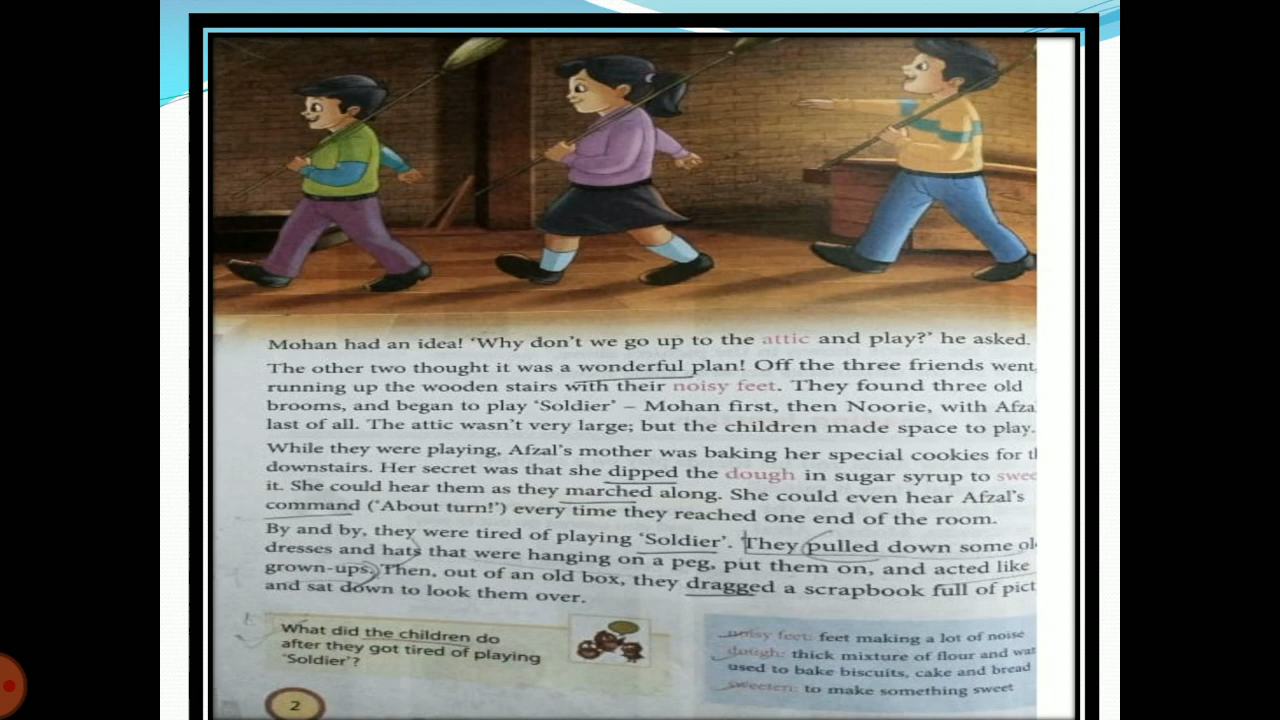 Mohan had an idea! ‘Why don’t we go up to the attic and play?’ he asked.
The other two thought it was a wonderful plan! Off the three friends went
running up the wooden stairs with their noisy feet. They found three old
brooms, and began to play ‘Soldier’ – Mohan first, then Noorie, with Afza
last of all. The attic wasn’t very large; but the children made space to play.
While they were playing, Afzal’s mother was baking her special cookies for
downstairs. Her secret was that she dipped the dough in sugar syrup to
it. She could hear them as they marched along. She could even hear Afzal’s
command (‘About turn!’) every time they reached one end of the room.
By and by, they were tired of playing ‘Soldier’. They pulled down some
dresses and hats that were hanging on a peg, put them on, and acted like
grown-ups. Then, out of an old box, they dragged a scrapbook full of
and sat down to look them over.
What did the children do
after they got tired of playing
‘Soldier’?
noisy feet: feet making a lot of noise
dough: thick mixture of flour and
used to bake biscuits, cake and bread
sweeten: to make something sweet
2